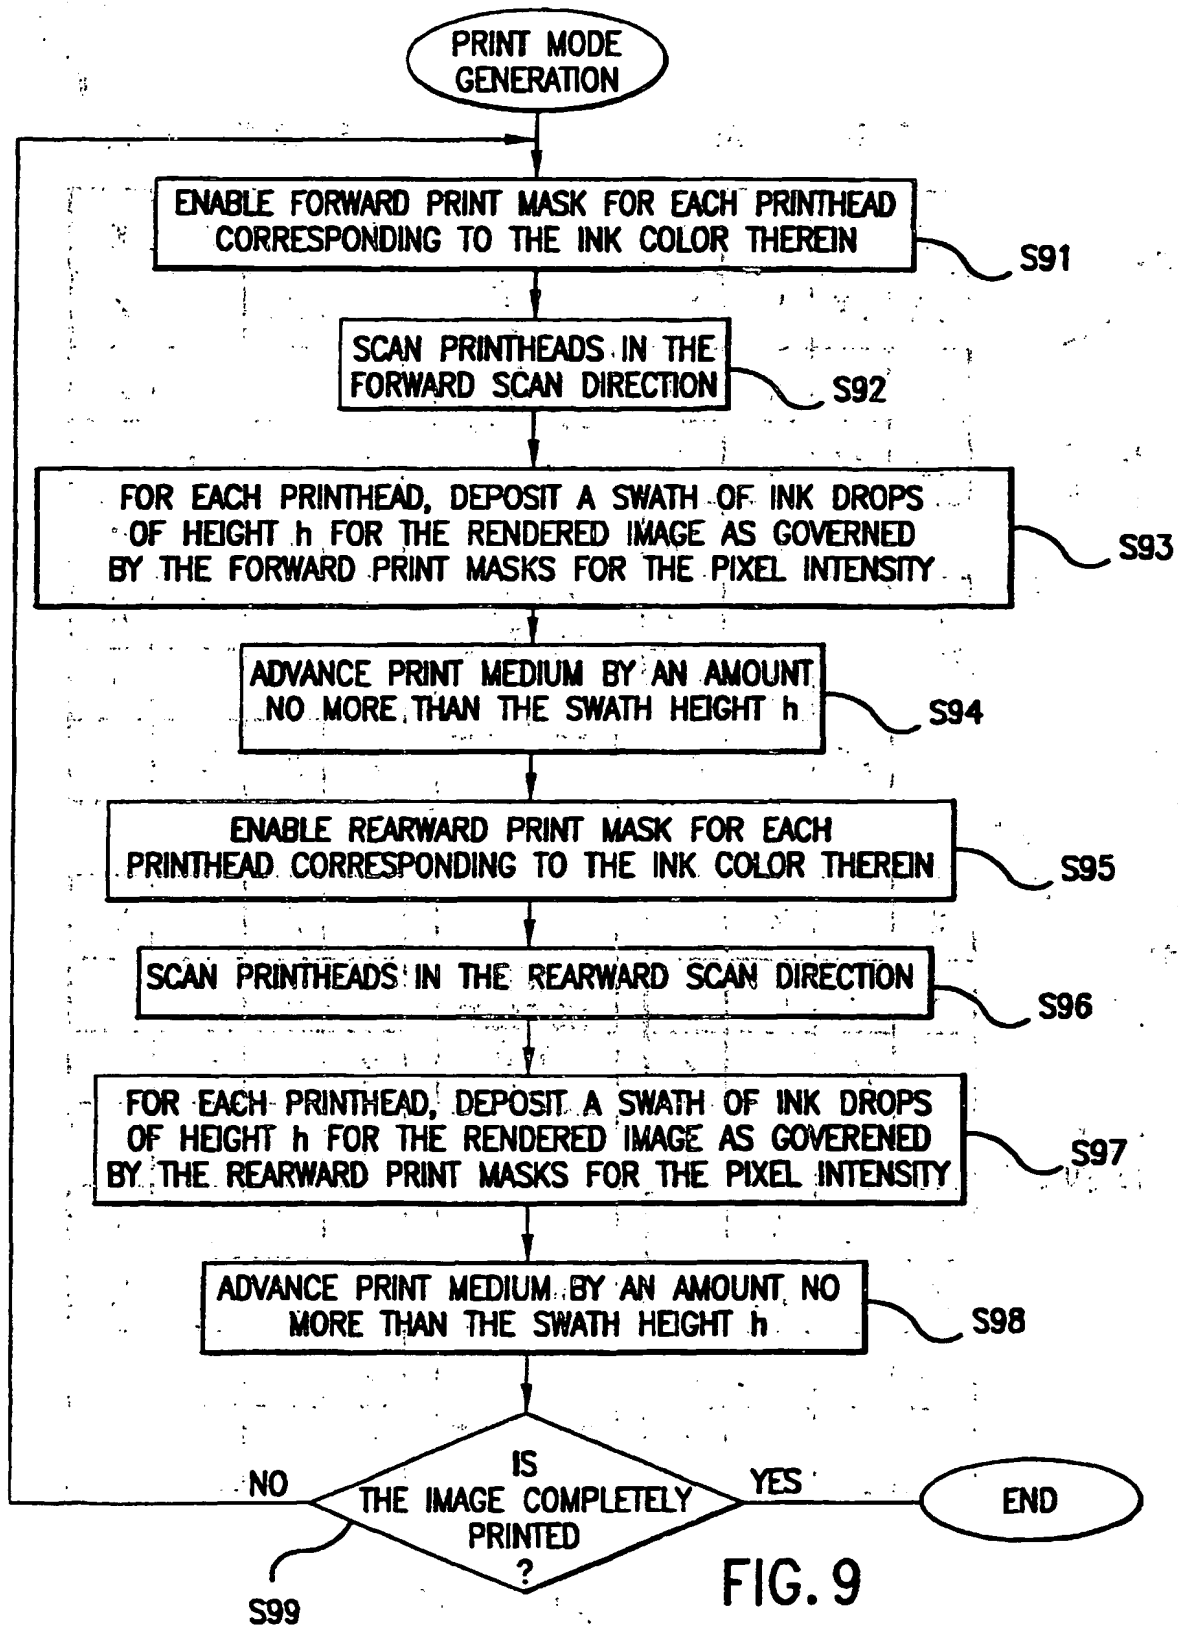 PRINT MODE
GENERATION
ENABLE FORWARD PRINT MASK FOR EACH PRINTHEAD
CORRESPONDING TO THE INK COLOR THEREIN
S91
SCAN PRINTHEADS IN THE
FORWARD SCAN DIRECTION
S92
FOR EACH PRINTHEAD, DEPOSIT A SWATH OF INK DROPS
OF HEIGHT h FOR THE RENDERED IMAGE AS GOVERNED
BY THE FORWARD PRINT MASKS FOR THE PIXEL INTENSITY
S93
ADVANCE PRINT MEDIUM BY AN AMOUNT
NO MORE THAN THE SWATH HEIGHT h
S94
ENABLE REARWARD PRINT MASK FOR EACH
PRINTHEAD CORRESPONDING TO THE INK COLOR THEREIN
S95
SCAN PRINTHEADS IN THE REARWARD SCAN DIRECTION
S96
FOR EACH PRINTHEAD, DEPOSIT A SWATH OF INK DROPS
OF HEIGHT h FOR THE RENDERED IMAGE AS GOVERENED
BY THE REARWARD PRINT MASKS FOR THE PIXEL INTENSITY
S97
ADVANCE PRINT MEDIUM BY AN AMOUNT NO
MORE THAN THE SWATH HEIGHT h
S98
IS
THE IMAGE COMPLETELY
PRINTED
?
NO
YES
END
S99
FIG. 9